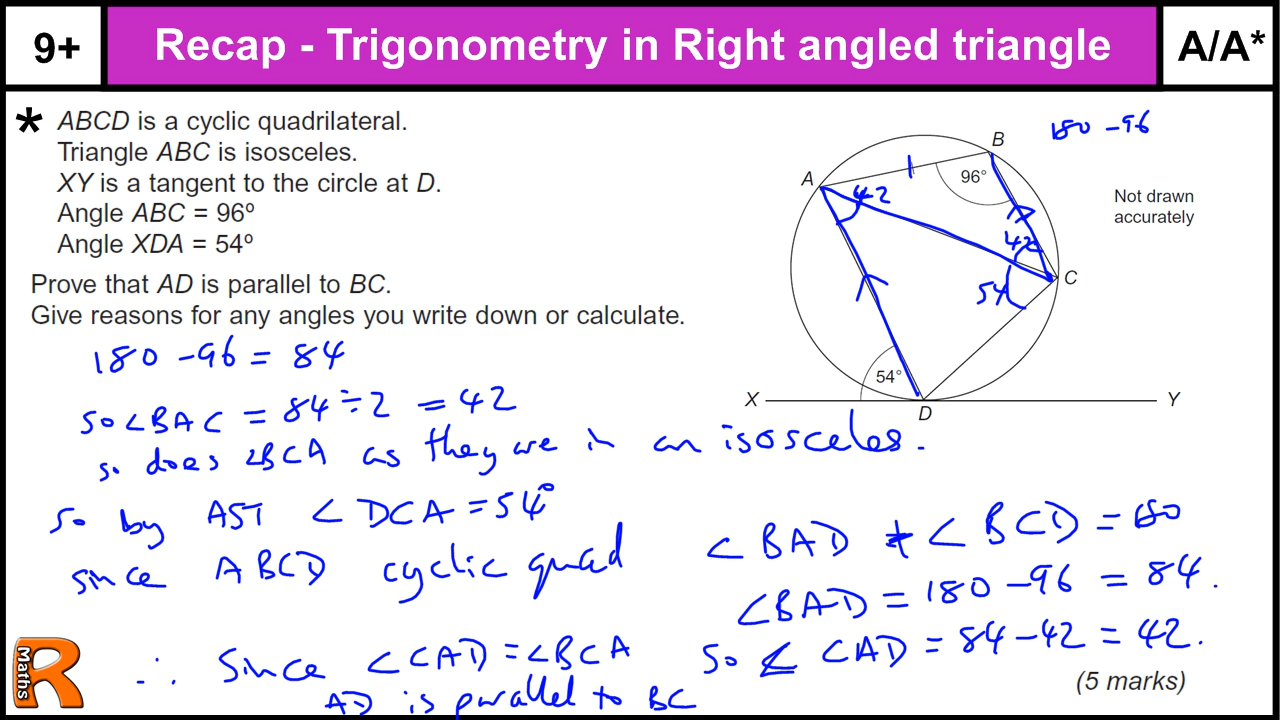 9+
Recap - Trigonometry in Right angled triangle
A/A*
* ABCD is a cyclic quadrilateral.
Triangle ABC is isosceles.
XY is a tangent to the circle at D.
Angle ABC = 96º
Angle XDA = 54º
Prove that AD is parallel to BC.
Give reasons for any angles you write down or calculate.
180 -96
B
A
96°
42
1
Not drawn
accurately
42
C
54
54°
X
Y
D
180 -96 = 84
so ∠BAC = 84 ÷ 2 = 42
so does ∠BCA as they are in an isosceles.
so by AST ∠ DCA = 54°
since ABCD cyclic quad
∠ BAD + ∠ BCD = 180
∠BAD = 180 -96 = 84.
so ∠ CAD = 84 -42 = 42.
∴ Since ∠ CAD = ∠BCA
AD is parallel to BC
(5 marks)
R
Maths